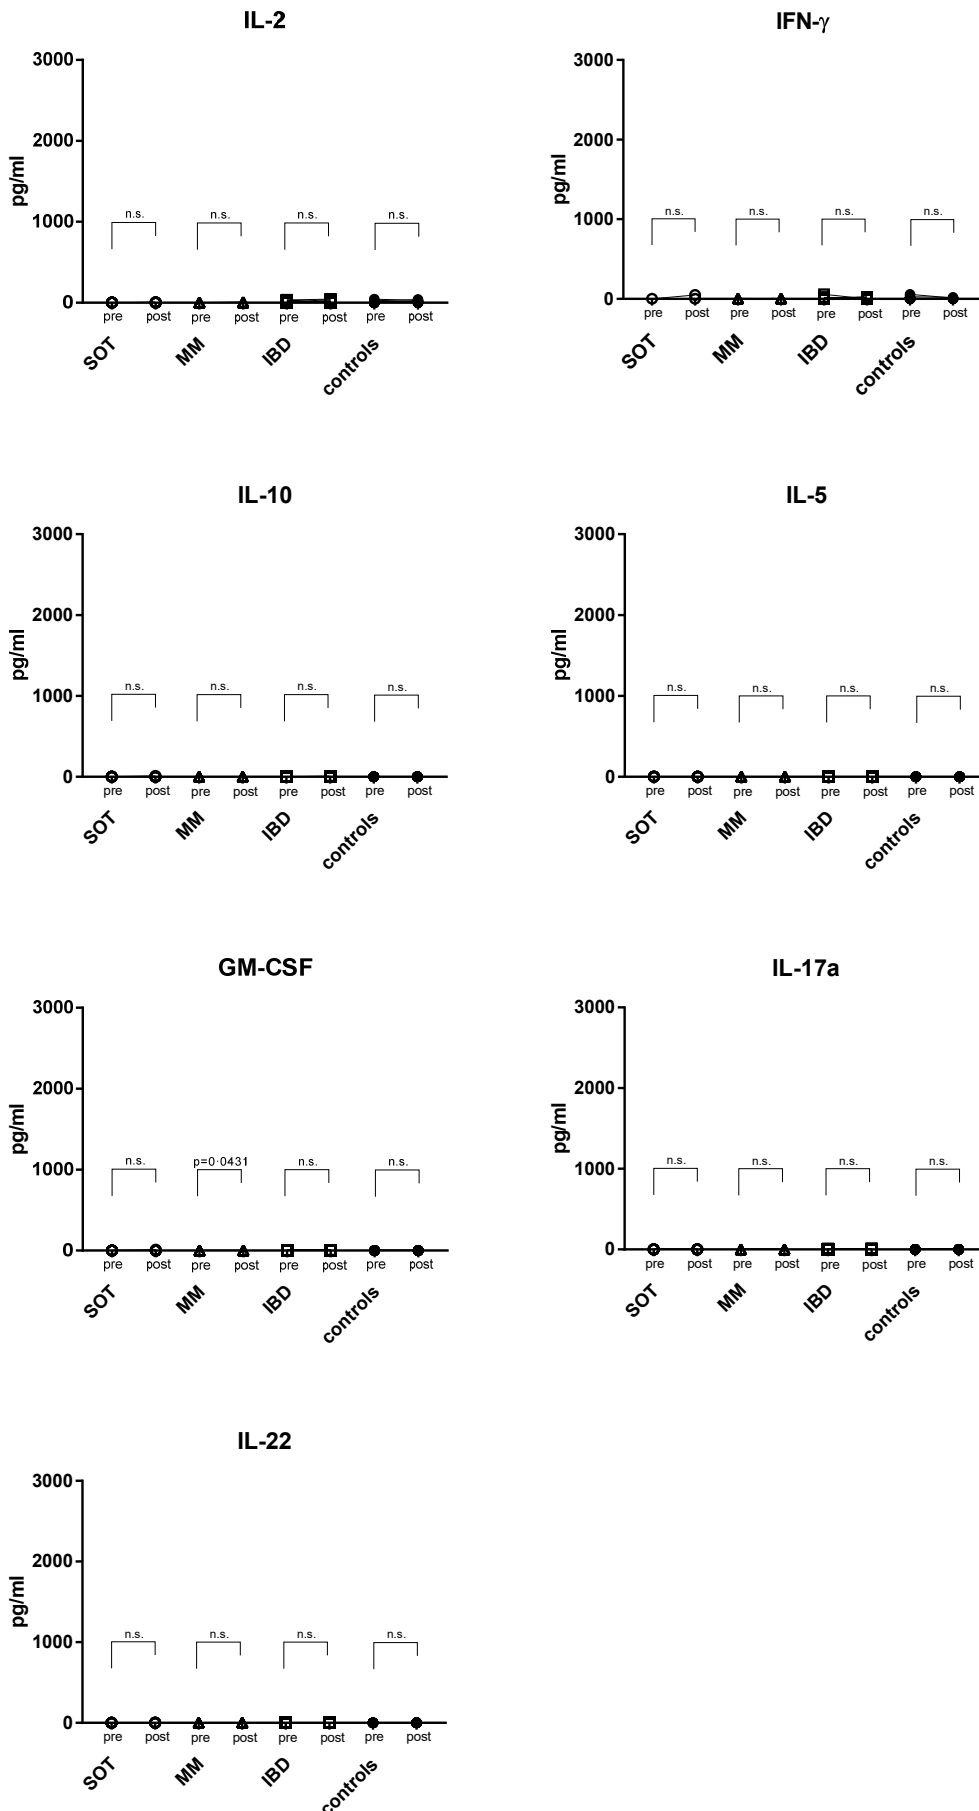 IL-2
3000
2000
1000
0
pg/ml
n.s. n.s. n.s. n.s.
pre post pre post pre post pre post
SOT MM IBD controls
IFN-γ
3000
2000
1000
0
pg/ml
n.s. n.s. n.s. n.s.
pre post pre post pre post pre post
SOT MM IBD controls
IL-10
3000
2000
1000
0
pg/ml
n.s. n.s. n.s. n.s.
pre post pre post pre post pre post
SOT MM IBD controls
IL-5
3000
2000
1000
0
pg/ml
n.s. n.s. n.s. n.s.
pre post pre post pre post pre post
SOT MM IBD controls
GM-CSF
3000
2000
1000
0
pg/ml
n.s. p=0·0431 n.s. n.s.
pre post pre post pre post pre post
SOT MM IBD controls
IL-17a
3000
2000
1000
0
pg/ml
n.s. n.s. n.s. n.s.
pre post pre post pre post pre post
SOT MM IBD controls
IL-22
3000
2000
1000
0
pg/ml
n.s. n.s. n.s. n.s.
pre post pre post pre post pre post
SOT MM IBD controls